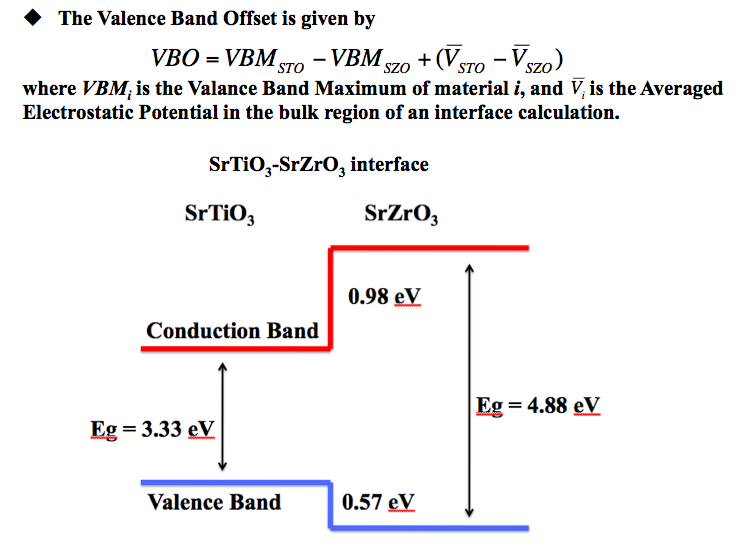 ◆ The Valence Band Offset is given by
VBO = VBM_STO − VBM_SZO + (V̅_STO − V̅_SZO)
where VBM_i is the Valance Band Maximum of material i, and V̅_i is the Averaged
Electrostatic Potential in the bulk region of an interface calculation.
SrTiO₃-SrZrO₃ interface
SrTiO₃ SrZrO₃
0.98 eV
Conduction Band
Eg = 4.88 eV
Eg = 3.33 eV
Valence Band 0.57 eV